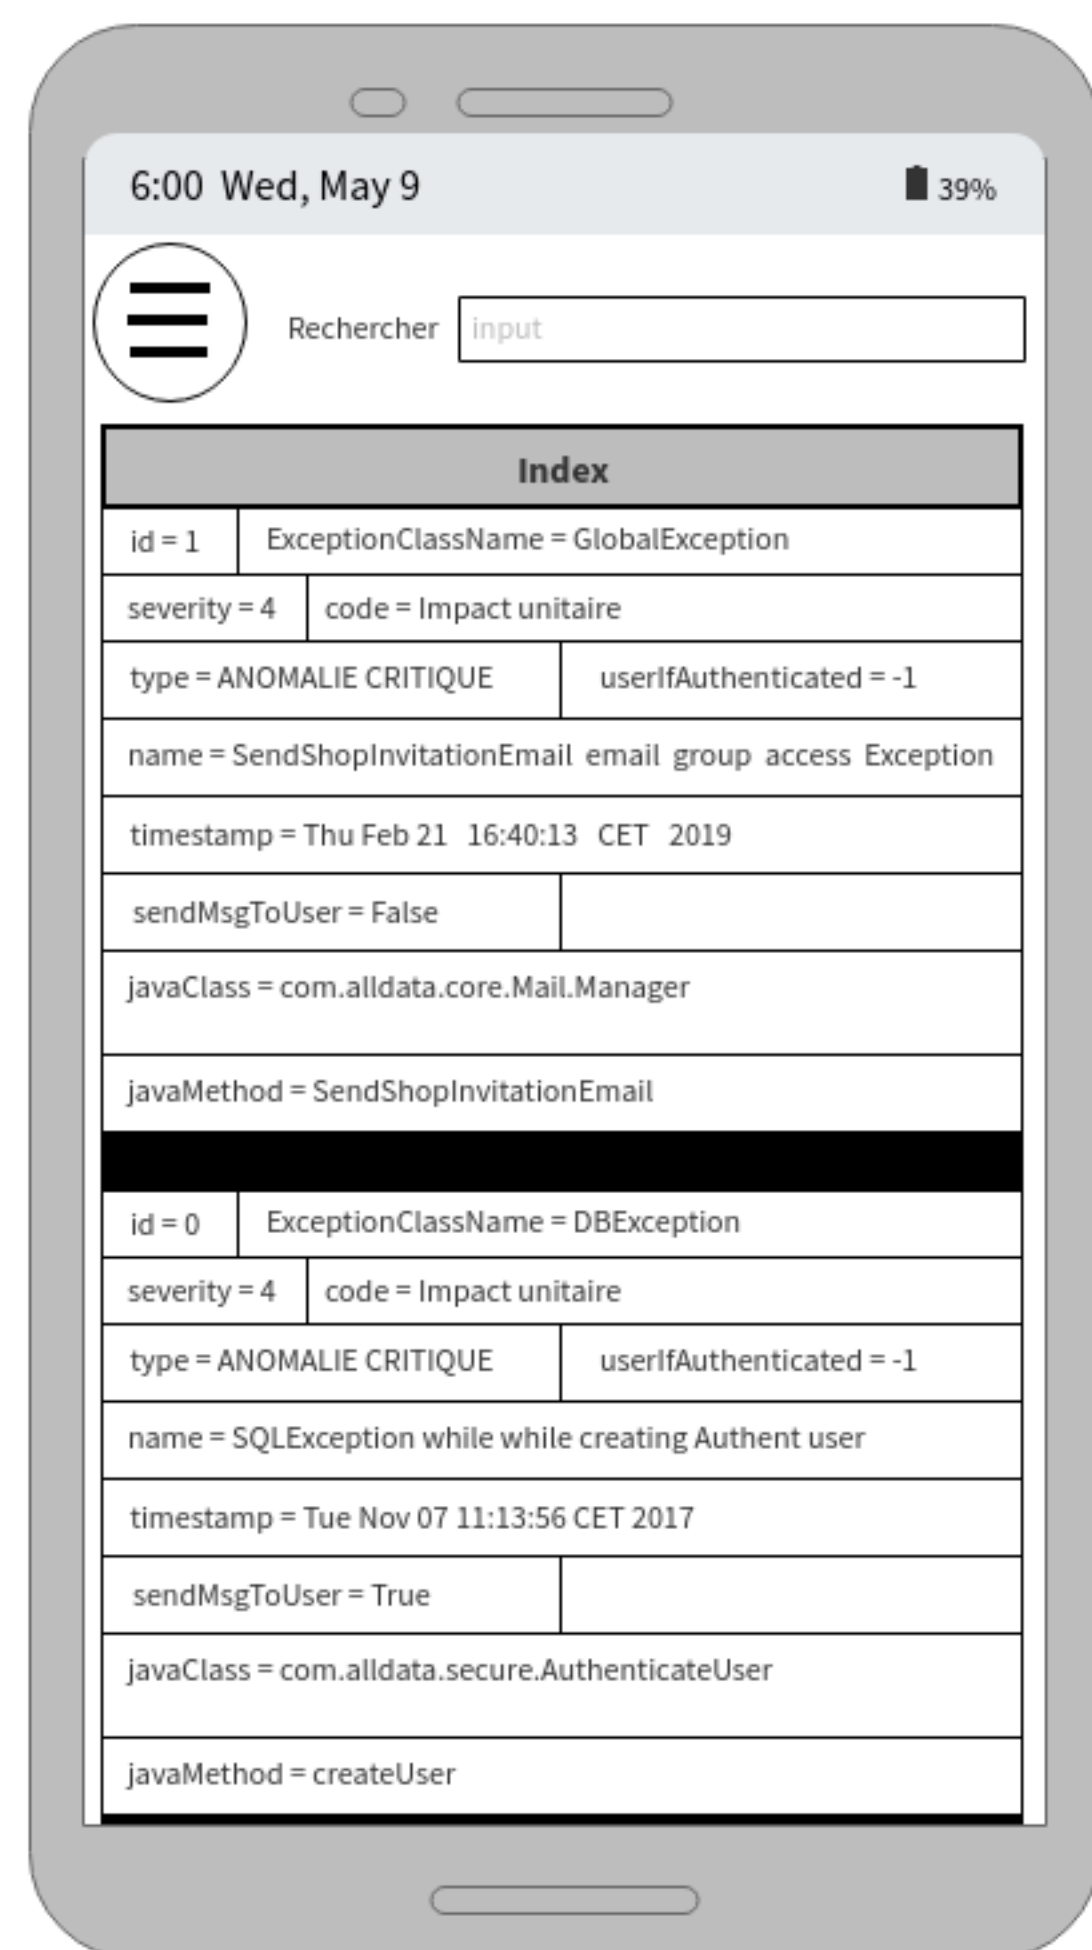 6:00 Wed, May 9 39%
Rechercher input
Index
id = 1 ExceptionClassName = GlobalException
severity = 4 code = Impact unitaire
type = ANOMALIE CRITIQUE userIfAuthenticated = -1
name = SendShopInvitationEmail email group access Exception
timestamp = Thu Feb 21 16:40:13 CET 2019
sendMsgToUser = False
javaClass = com.alldata.core.Mail.Manager
javaMethod = SendShopInvitationEmail
id = 0 ExceptionClassName = DBException
severity = 4 code = Impact unitaire
type = ANOMALIE CRITIQUE userIfAuthenticated = -1
name = SQLException while while creating Authent user
timestamp = Tue Nov 07 11:13:56 CET 2017
sendMsgToUser = True
javaClass = com.alldata.secure.AuthenticateUser
javaMethod = createUser